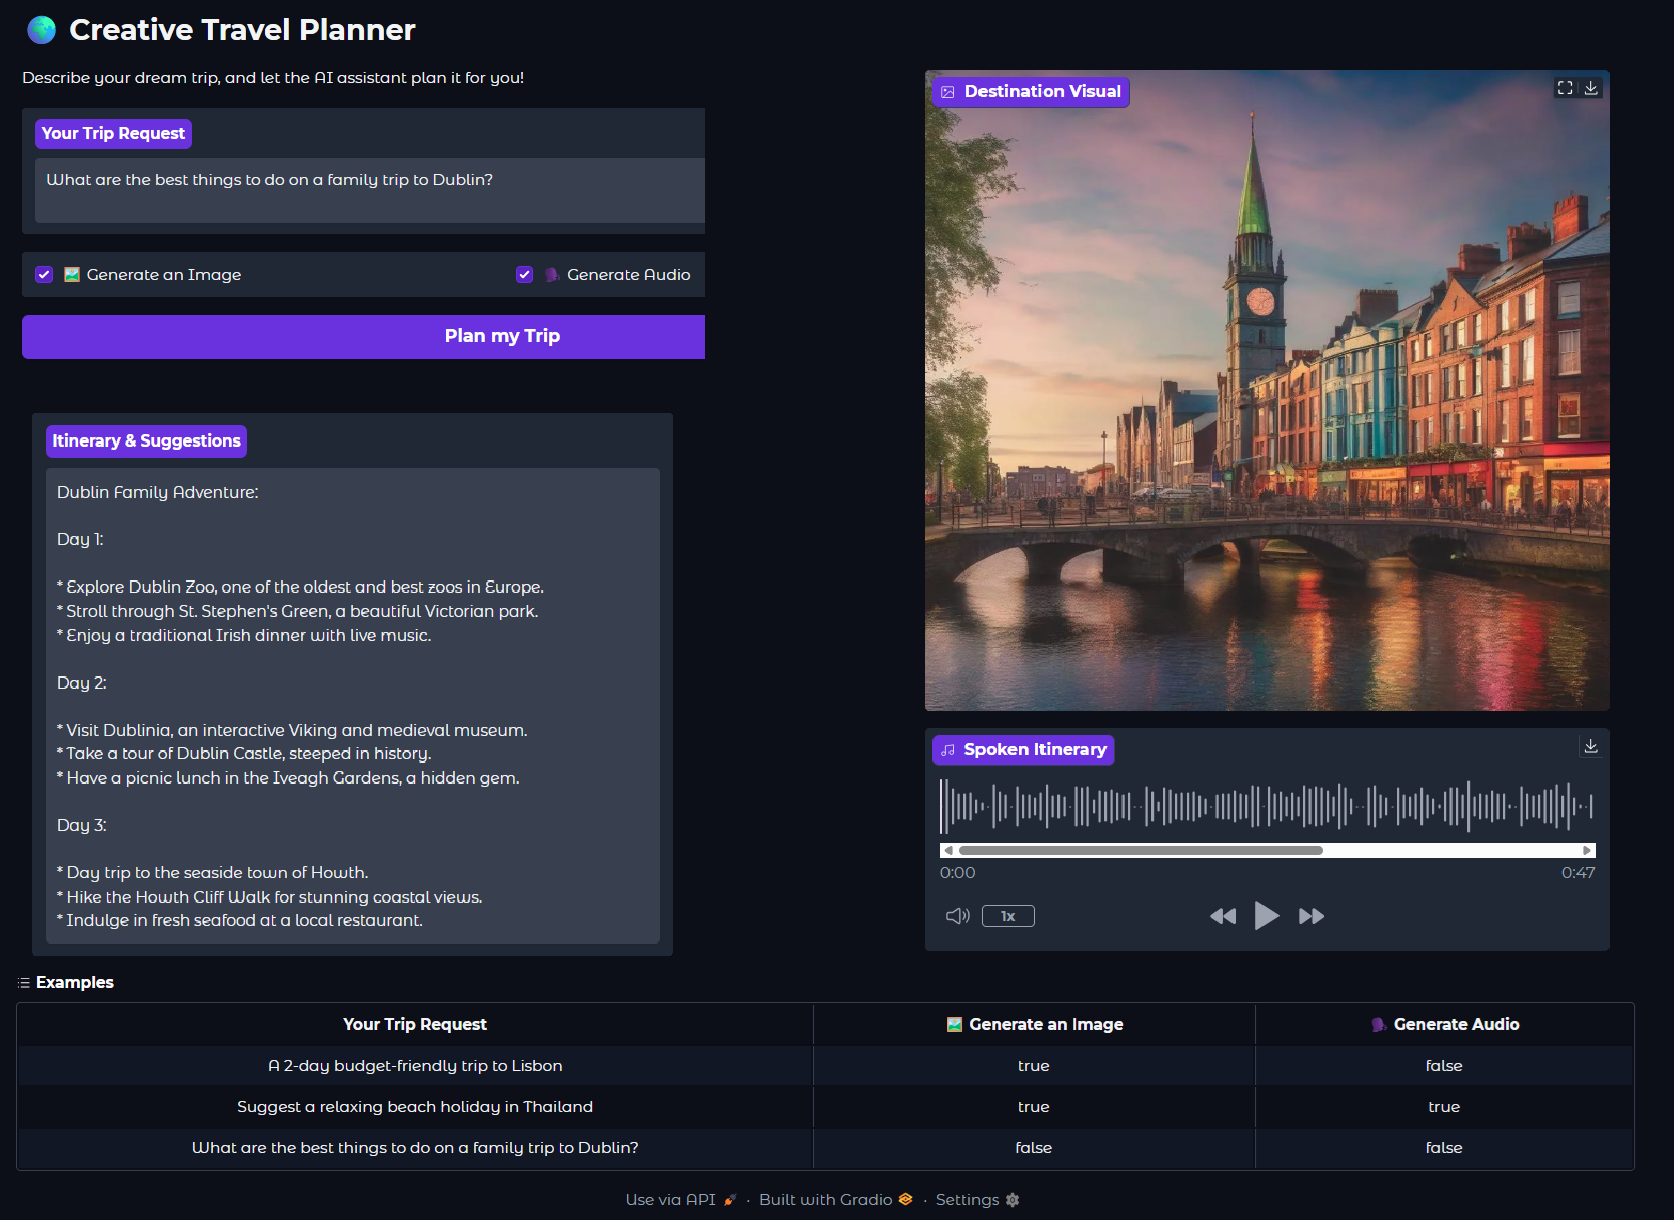 Creative Travel Planner
Describe your dream trip, and let the AI assistant plan it for you!
Your Trip Request
What are the best things to do on a family trip to Dublin?
Generate an Image
Generate Audio
Plan my Trip
Itinerary & Suggestions
Dublin Family Adventure:
Day 1:
* Explore Dublin Zoo, one of the oldest and best zoos in Europe.
* Stroll through St. Stephen's Green, a beautiful Victorian park.
* Enjoy a traditional Irish dinner with live music.
Day 2:
* Visit Dublinia, an interactive Viking and medieval museum.
* Take a tour of Dublin Castle, steeped in history.
* Have a picnic lunch in the Iveagh Gardens, a hidden gem.
Day 3:
* Day trip to the seaside town of Howth.
* Hike the Howth Cliff Walk for stunning coastal views.
* Indulge in fresh seafood at a local restaurant.
Destination Visual
Spoken Itinerary
0:00
0:47
1x
Examples
Your Trip Request
Generate an Image
Generate Audio
A 2-day budget-friendly trip to Lisbon
true
false
Suggest a relaxing beach holiday in Thailand
true
true
What are the best things to do on a family trip to Dublin?
false
false
Use via API · Built with Gradio · Settings